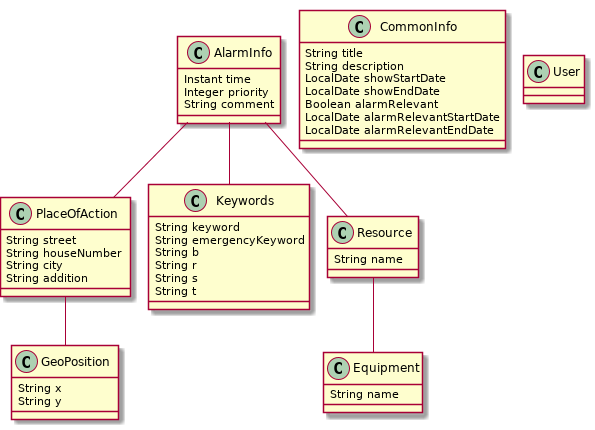 C AlarmInfo
Instant time
Integer priority
String comment
C CommonInfo
String title
String description
LocalDate showStartDate
LocalDate showEndDate
Boolean alarmRelevant
LocalDate alarmRelevantStartDate
LocalDate alarmRelevantEndDate
C User
C PlaceOfAction
String street
String houseNumber
String city
String addition
C Keywords
String keyword
String emergencyKeyword
String b
String r
String s
String t
C Resource
String name
C GeoPosition
String x
String y
C Equipment
String name